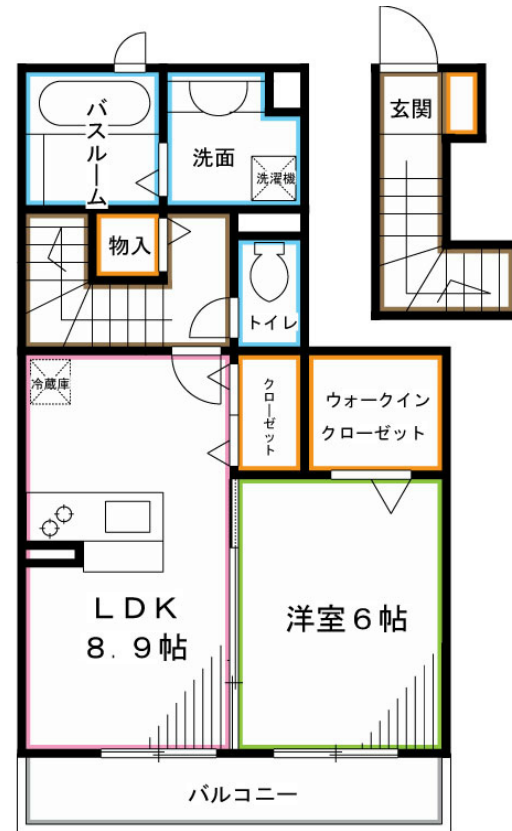 バスルーム
洗面
洗濯機
玄関
物入
トイレ
冷蔵庫
クローゼット
ウォークイン
クローゼット
LDK
8.9帖
洋室6帖
バルコニー